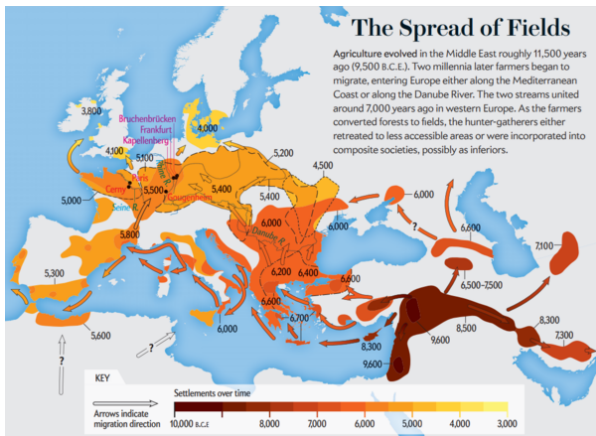 The Spread of Fields
Agriculture evolved in the Middle East roughly 11,500 years
ago (9,500 B.C.E.). Two millennia later farmers began to
migrate, entering Europe either along the Mediterranean
Coast or along the Danube River. The two streams united
around 7,000 years ago in western Europe. As the farmers
converted forests to fields, the hunter-gatherers either
retreated to less accessible areas or were incorporated into
composite societies, possibly as inferiors.
3,800
Bruchenbrücken
Frankfurt
Kapellenberg
4,000
4,100
5,100
5,200
4,500
Rhine R.
Paris
Cerny
5,500
Gougenheim
5,400
5,400
5,000
Seine R.
6,000
6,000
6,000
?
6,600
7,100
5,800
Danube R.
5,300
6,200
6,400
6,600
6,500–7,500
6,600
6,700
6,000
5,600
8,300
9,600
8,500
8,300
7,300
9,600
?
?
KEY
Arrows indicate
migration direction
Settlements over time
10,000 B.C.E
8,000
7,000
6,000
5,000
4,000
3,000